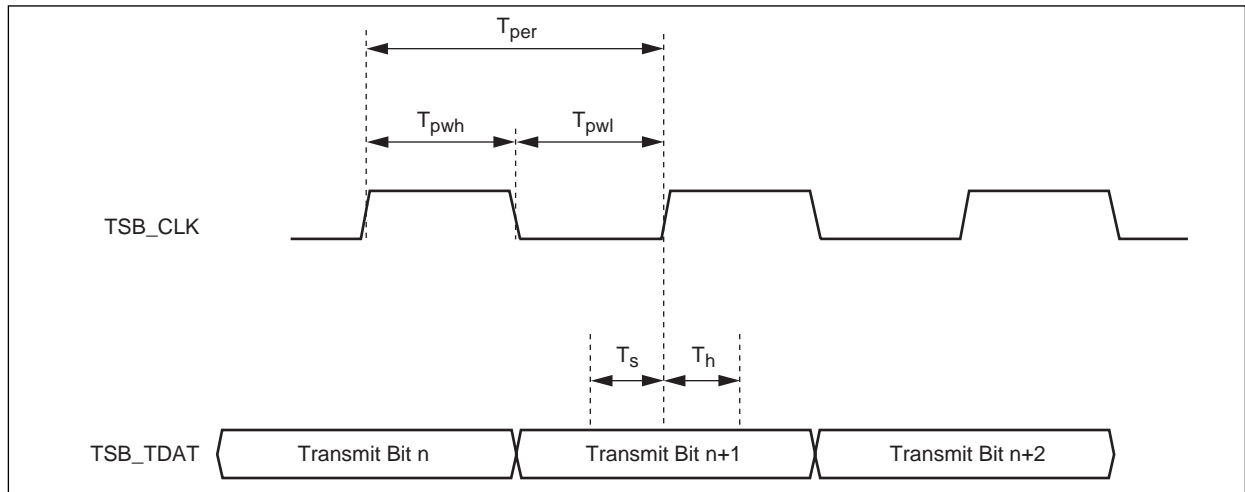 Tper
Tpwh Tpwl
TSB_CLK
Ts Th
TSB_TDAT Transmit Bit n Transmit Bit n+1 Transmit Bit n+2